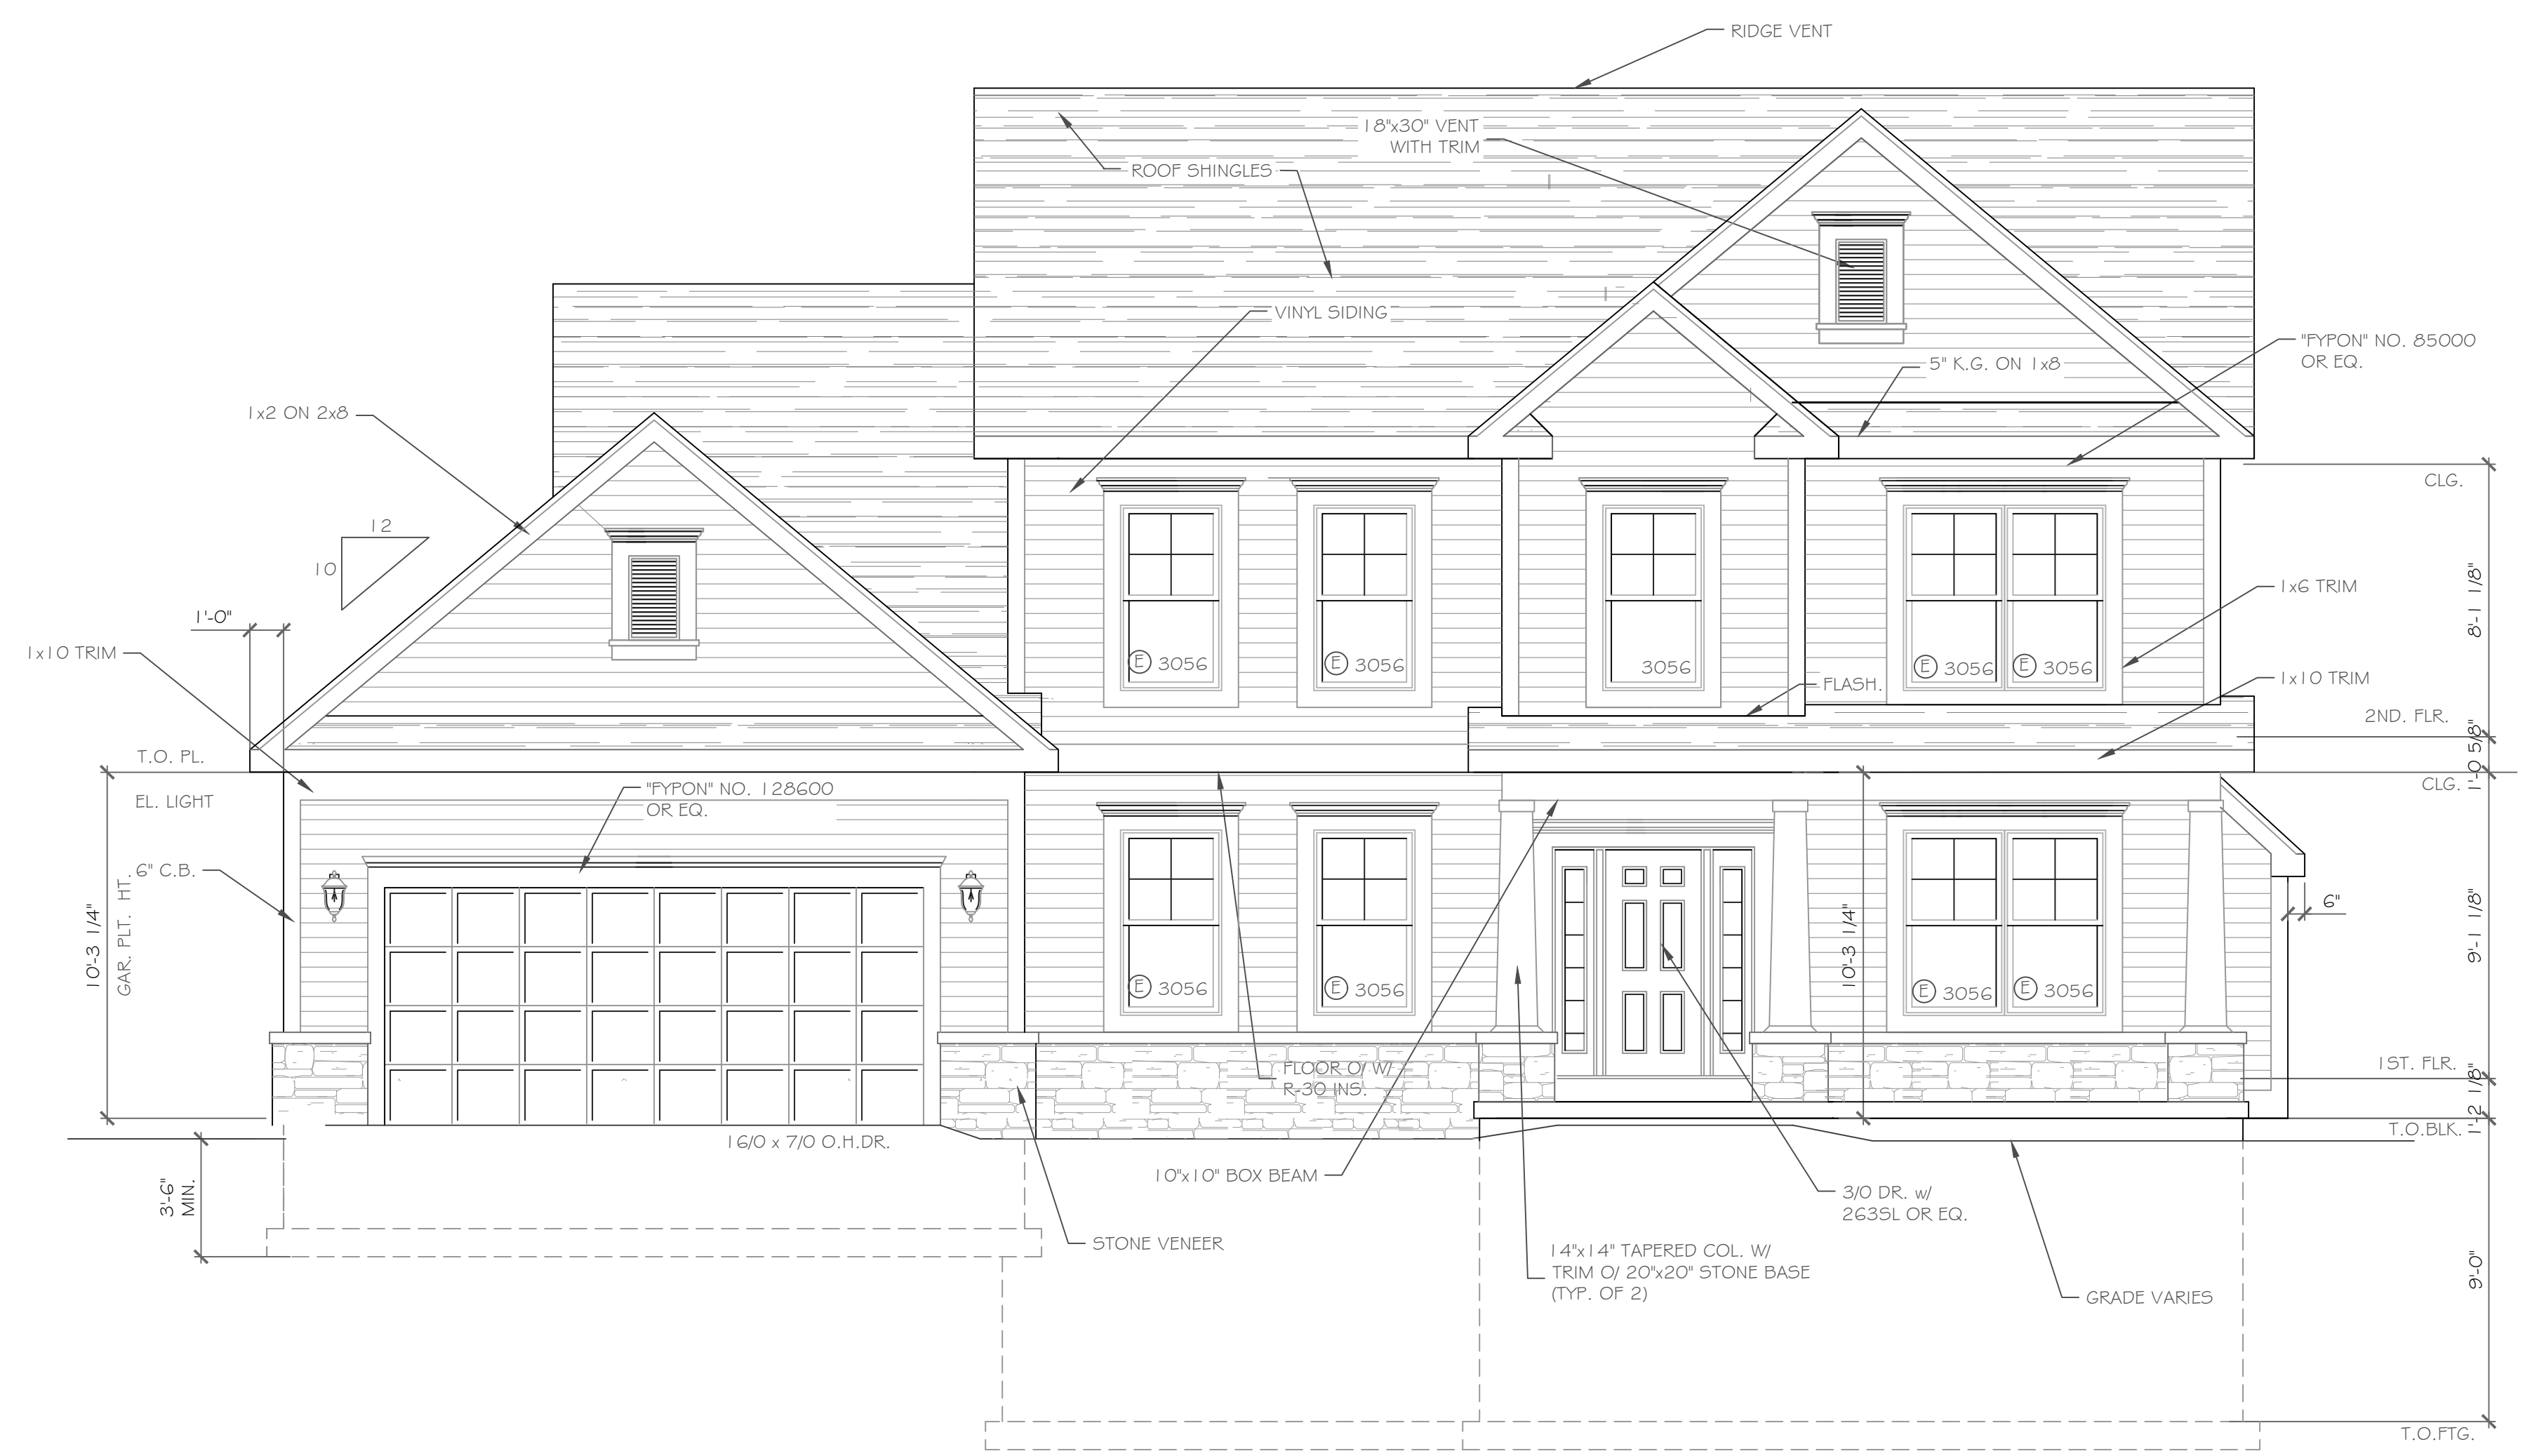 RIDGE VENT
18"x30" VENT
WITH TRIM
ROOF SHINGLES
VINYL SIDING
"FYPON" NO. 85000
OR EQ.
5" K.G. ON 1x8
1x2 ON 2x8
12
10
CLG.
8'-1 1/8"
1'-0"
1x6 TRIM
1x10 TRIM
E 3056
E 3056
3056
E 3056
E 3056
FLASH.
1x10 TRIM
2ND. FLR.
1'-0 5/8"
T.O. PL.
CLG.
EL. LIGHT
"FYPON" NO. 128600
OR EQ.
6" C.B.
10'-3 1/4"
GAR. PLT. HT.
10'-3 1/4"
6"
9'-1 1/8"
E 3056
E 3056
E 3056
E 3056
FLOOR O/ W/
R-30 INS.
1ST. FLR.
1'-2 1/8"
T.O.BLK.
16/0 x 7/0 O.H.DR.
3'-6"
MIN.
10"x10" BOX BEAM
3/0 DR. w/
263SL OR EQ.
STONE VENEER
14"x14" TAPERED COL. W/
TRIM O/ 20"x20" STONE BASE
(TYP. OF 2)
GRADE VARIES
9'-0"
T.O.FTG.